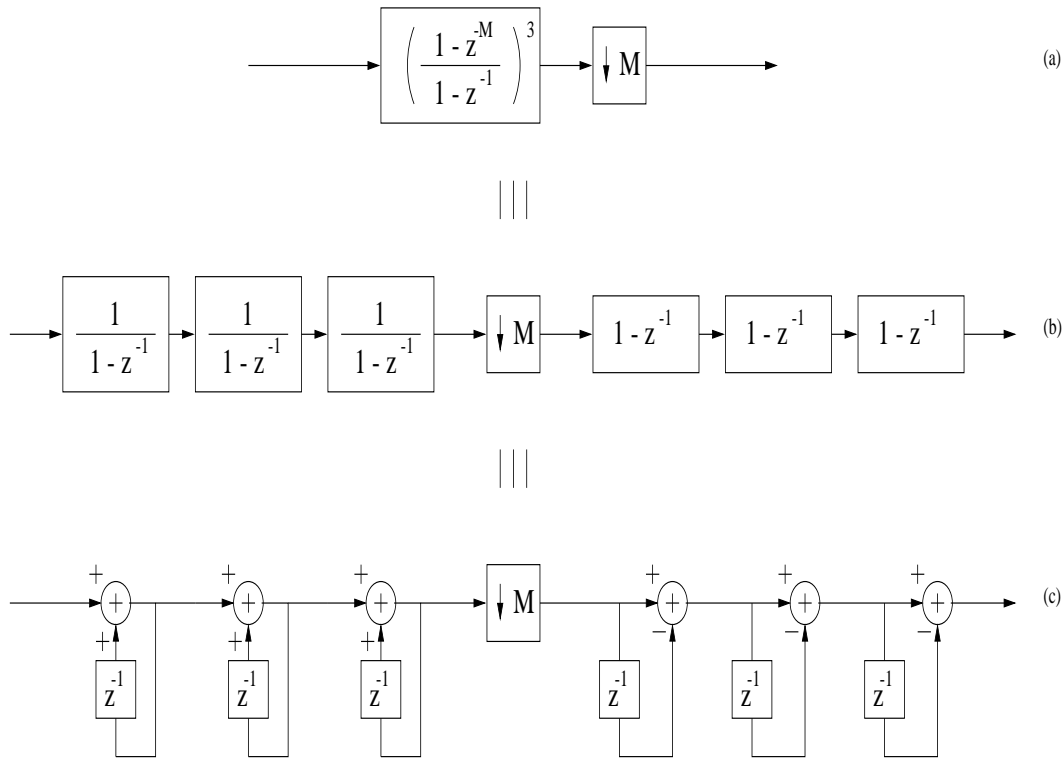 ( (1 - z^-M) / (1 - z^-1) )^3 ↓ M (a)
|||
1 / (1 - z^-1) 1 / (1 - z^-1) 1 / (1 - z^-1) ↓ M 1 - z^-1 1 - z^-1 1 - z^-1 (b)
|||
+ + + + + + ↓ M + + + + + + (c)
+ + + − − −
z^-1 z^-1 z^-1 z^-1 z^-1 z^-1